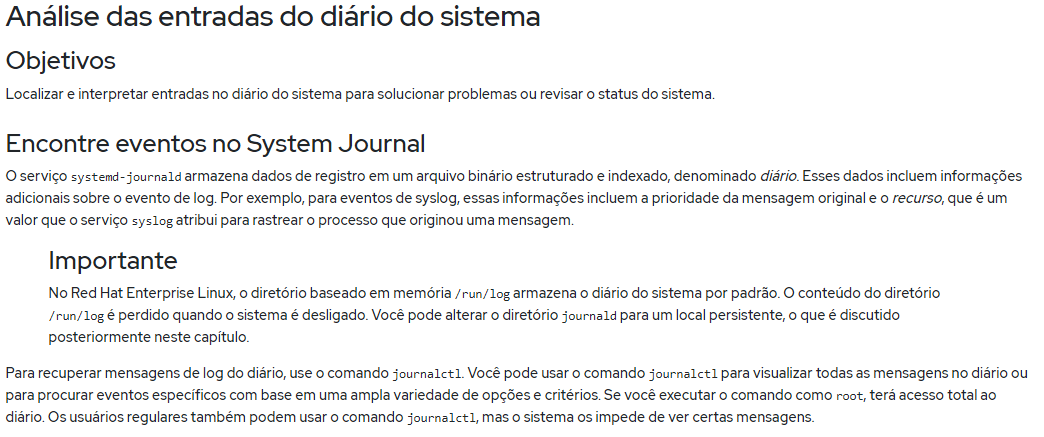 Análise das entradas do diário do sistema
Objetivos
Localizar e interpretar entradas no diário do sistema para solucionar problemas ou revisar o status do sistema.
Encontre eventos no System Journal
O serviço systemd-journald armazena dados de registro em um arquivo binário estruturado e indexado, denominado diário. Esses dados incluem informações
adicionais sobre o evento de log. Por exemplo, para eventos de syslog, essas informações incluem a prioridade da mensagem original e o recurso, que é um
valor que o serviço syslog atribui para rastrear o processo que originou uma mensagem.
Importante
No Red Hat Enterprise Linux, o diretório baseado em memória /run/log armazena o diário do sistema por padrão. O conteúdo do diretório
/run/log é perdido quando o sistema é desligado. Você pode alterar o diretório journald para um local persistente, o que é discutido
posteriormente neste capítulo.
Para recuperar mensagens de log do diário, use o comando journalctl. Você pode usar o comando journalctl para visualizar todas as mensagens no diário ou
para procurar eventos específicos com base em uma ampla variedade de opções e critérios. Se você executar o comando como root, terá acesso total ao
diário. Os usuários regulares também podem usar o comando journalctl, mas o sistema os impede de ver certas mensagens.